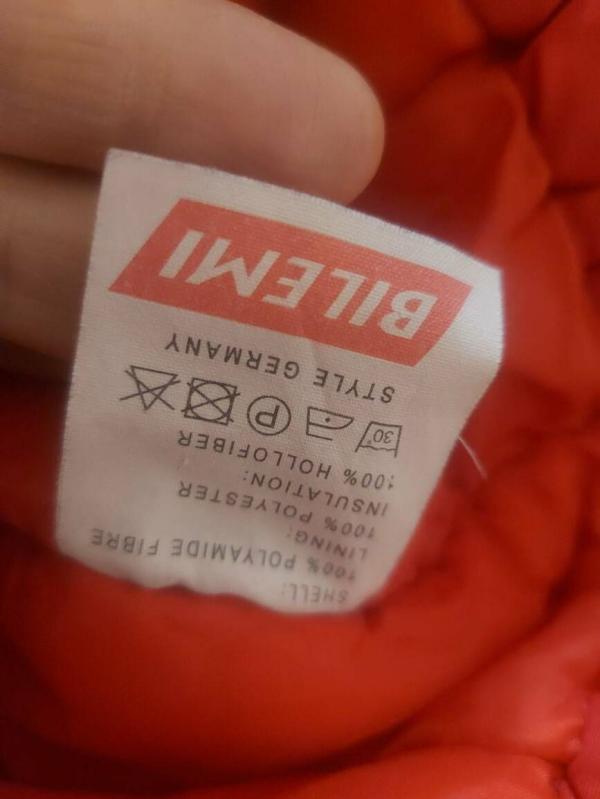 SHELL:
100% POLYAMIDE FIBRE
LINING:
100% POLYESTER
INSULATION:
100% HOLLOFIBER
30° P
STYLE GERMANY
BILEMI